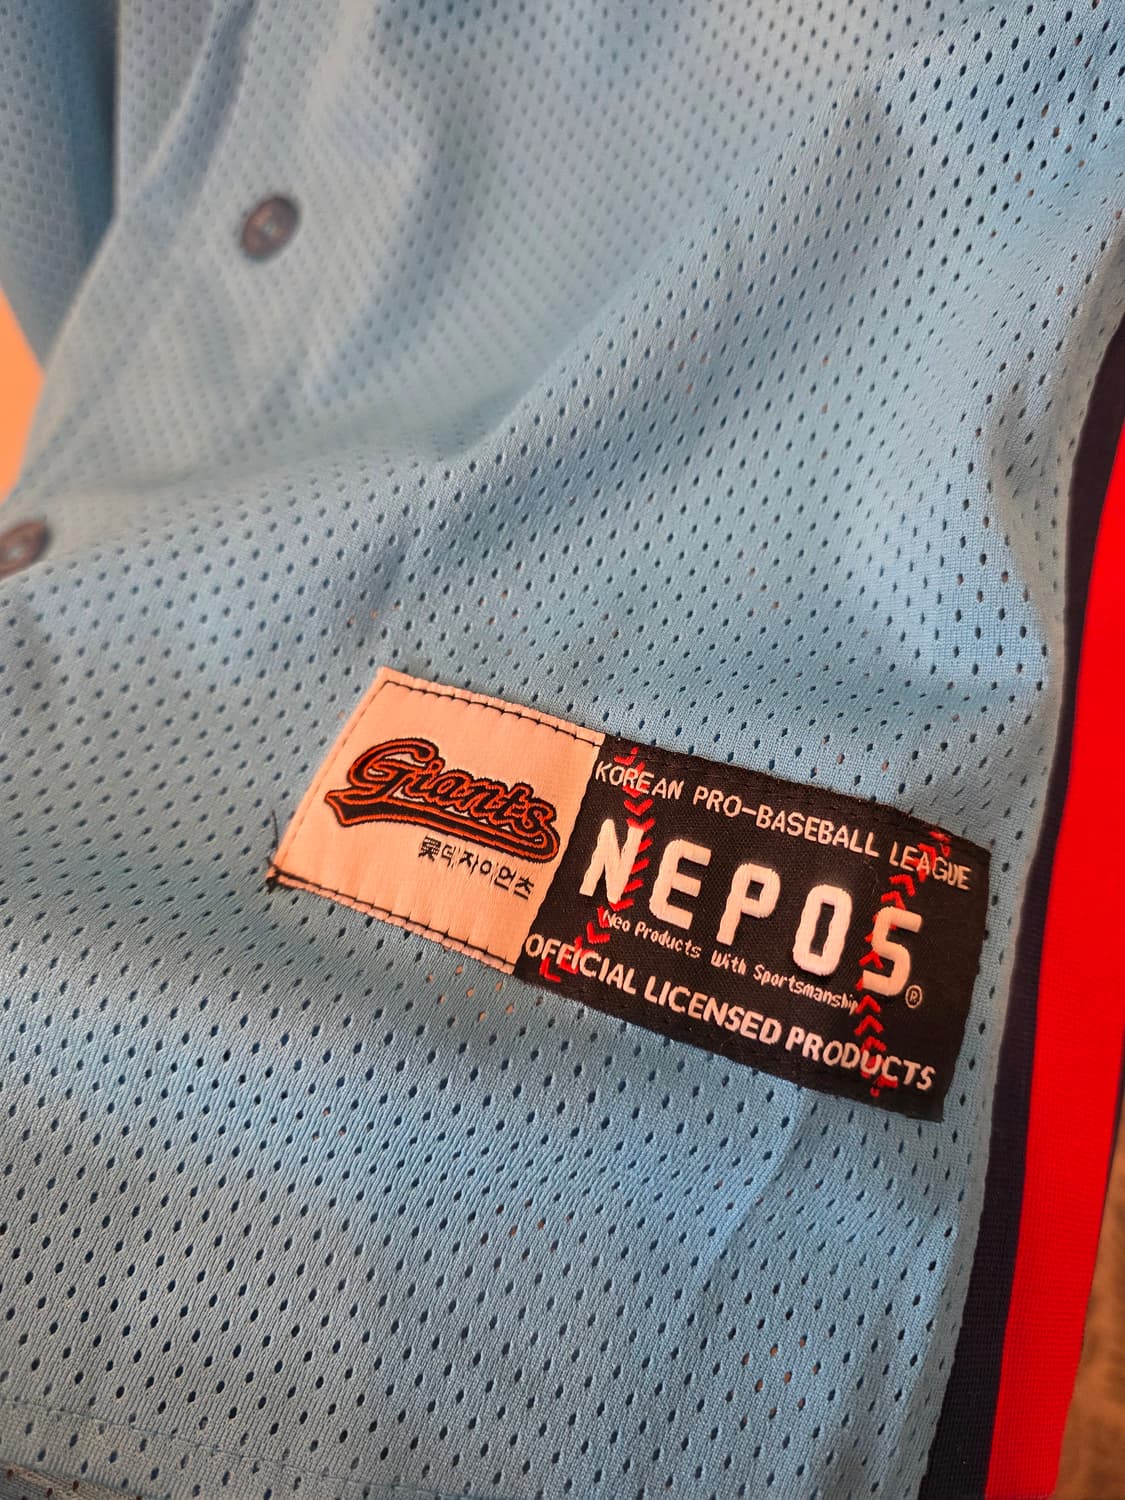 Giants
롯데자이언츠
KOREAN PRO-BASEBALL LEAGUE
NEPOS®
Neo Products With Sportsmanship
OFFICIAL LICENSED PRODUCTS